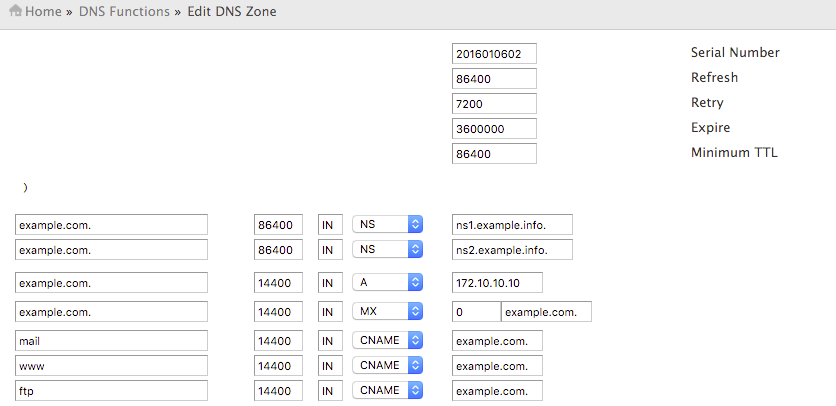 Home » DNS Functions » Edit DNS Zone
2016010602 Serial Number
86400 Refresh
7200 Retry
3600000 Expire
86400 Minimum TTL
)
example.com. 86400 IN NS ns1.example.info.
example.com. 86400 IN NS ns2.example.info.
example.com. 14400 IN A 172.10.10.10
example.com. 14400 IN MX 0 example.com.
mail 14400 IN CNAME example.com.
www 14400 IN CNAME example.com.
ftp 14400 IN CNAME example.com.